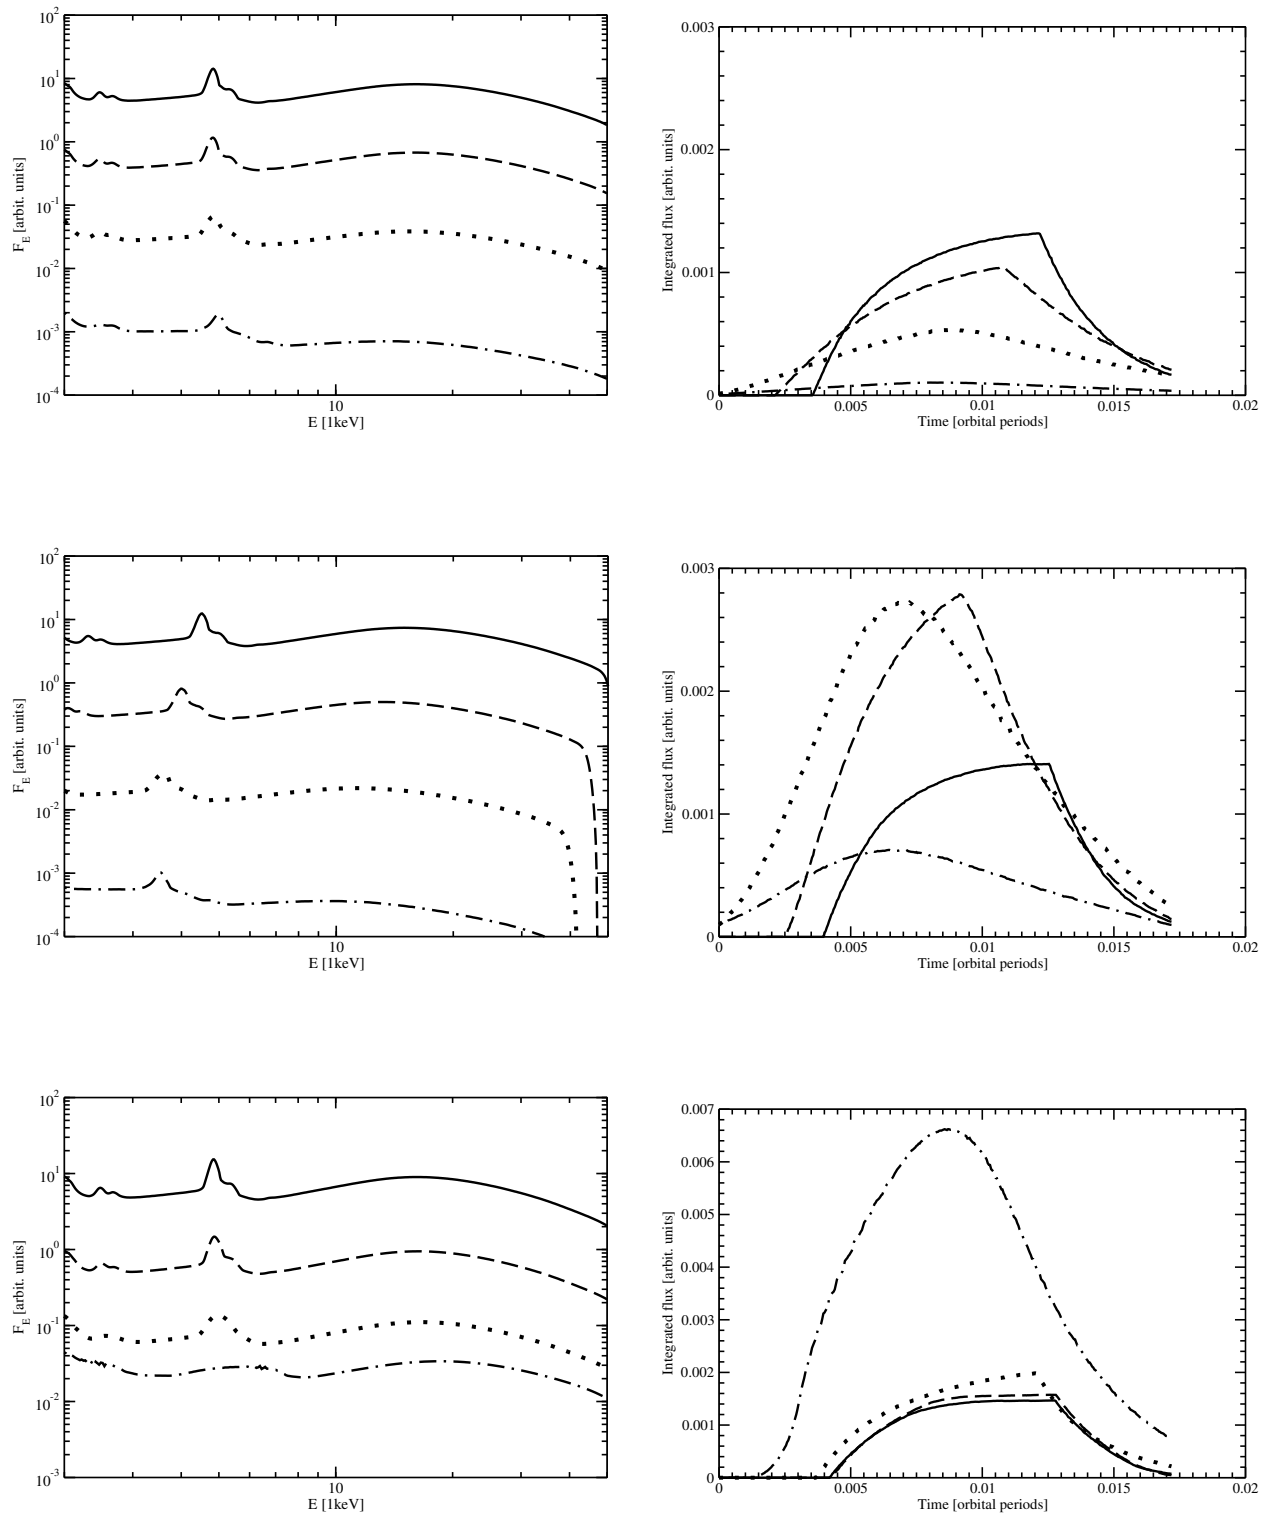 10^2
10^1
10^0
10^-1
10^-2
10^-3
10^-4
F_E [arbit. units]
10
E [1keV]
0.003
0.002
0.001
0
Integrated flux [arbit. units]
0 0.005 0.01 0.015 0.02
Time [orbital periods]
10^2
10^1
10^0
10^-1
10^-2
10^-3
10^-4
F_E [arbit. units]
10
E [1keV]
0.003
0.002
0.001
0
Integrated flux [arbit. units]
0 0.005 0.01 0.015 0.02
Time [orbital periods]
10^2
10^1
10^0
10^-1
10^-2
10^-3
F_E [arbit. units]
10
E [1keV]
0.007
0.006
0.005
0.004
0.003
0.002
0.001
0
Integrated flux [arbit. units]
0 0.005 0.01 0.015 0.02
Time [orbital periods]